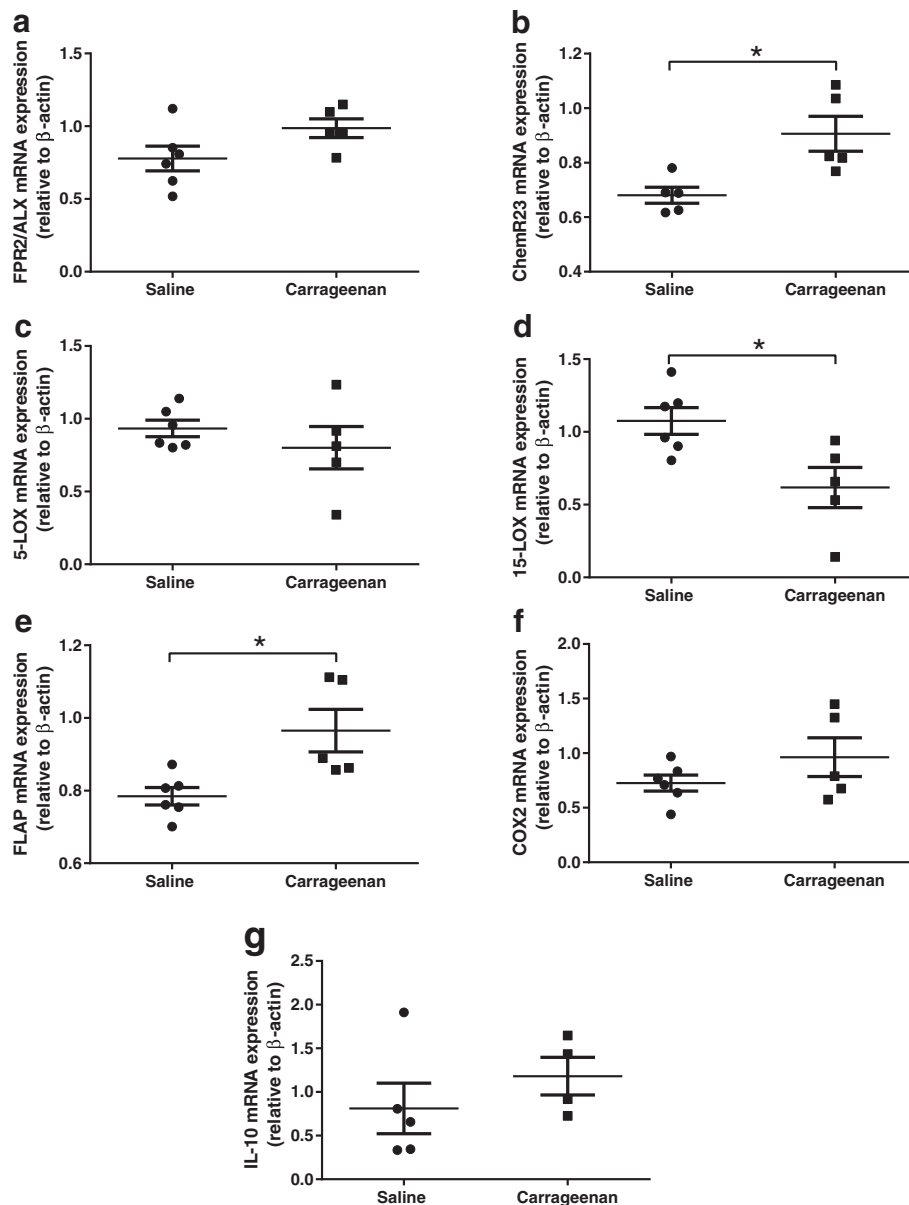 a
FPR2/ALX mRNA expression
(relative to β-actin)
1.5
1.0
0.5
0.0
Saline Carrageenan
b
ChemR23 mRNA expression
(relative to β-actin)
1.2
1.0
0.8
0.6
0.4
*
Saline Carrageenan
c
5-LOX mRNA expression
(relative to β-actin)
1.5
1.0
0.5
0.0
Saline Carrageenan
d
15-LOX mRNA expression
(relative to β-actin)
1.5
1.0
0.5
0.0
*
Saline Carrageenan
e
FLAP mRNA expression
(relative to β-actin)
1.2
1.0
0.8
0.6
*
Saline Carrageenan
f
COX2 mRNA expression
(relative to β-actin)
2.0
1.5
1.0
0.5
0.0
Saline Carrageenan
g
IL-10 mRNA expression
(relative to β-actin)
2.5
2.0
1.5
1.0
0.5
0.0
Saline Carrageenan